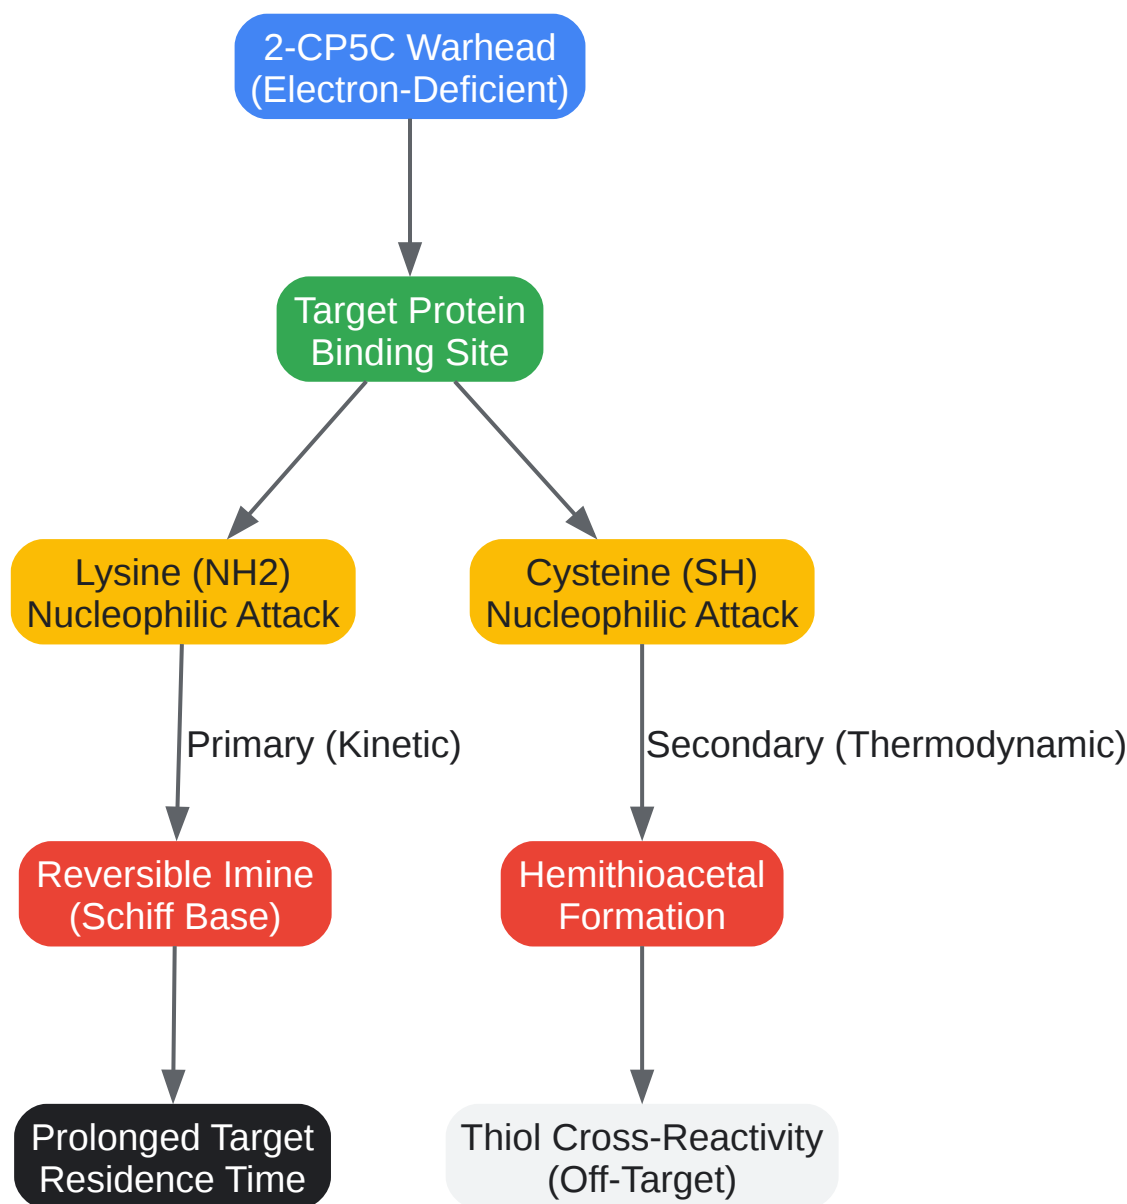 2-CP5C Warhead
(Electron-Deficient)
Target Protein
Binding Site
Lysine (NH2)
Nucleophilic Attack
Cysteine (SH)
Nucleophilic Attack
Primary (Kinetic)
Secondary (Thermodynamic)
Reversible Imine
(Schiff Base)
Hemithioacetal
Formation
Prolonged Target
Residence Time
Thiol Cross-Reactivity
(Off-Target)